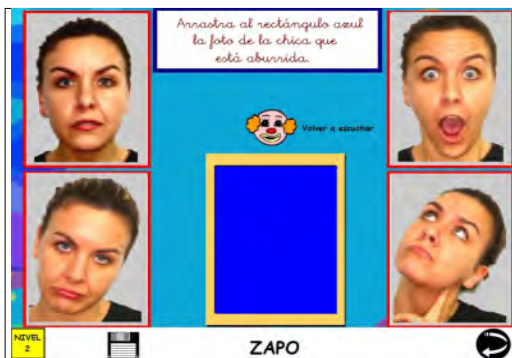 Arrastra al rectángulo azul
la foto de la chica que
está aburrida.
Volver a escuchar
NIVEL
2
ZAPO